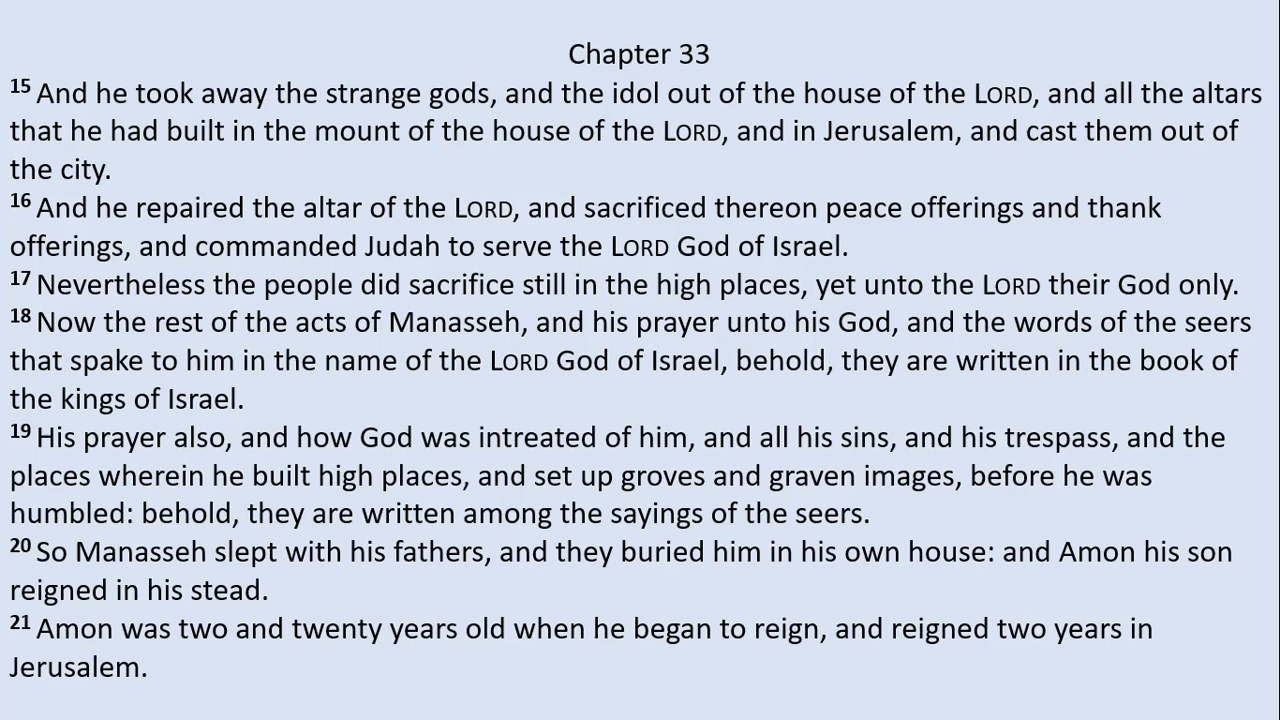 Chapter 33
15 And he took away the strange gods, and the idol out of the house of the LORD, and all the altars
that he had built in the mount of the house of the LORD, and in Jerusalem, and cast them out of
the city.
16 And he repaired the altar of the LORD, and sacrificed thereon peace offerings and thank
offerings, and commanded Judah to serve the LORD God of Israel.
17 Nevertheless the people did sacrifice still in the high places, yet unto the LORD their God only.
18 Now the rest of the acts of Manasseh, and his prayer unto his God, and the words of the seers
that spake to him in the name of the LORD God of Israel, behold, they are written in the book of
the kings of Israel.
19 His prayer also, and how God was intreated of him, and all his sins, and his trespass, and the
places wherein he built high places, and set up groves and graven images, before he was
humbled: behold, they are written among the sayings of the seers.
20 So Manasseh slept with his fathers, and they buried him in his own house: and Amon his son
reigned in his stead.
21 Amon was two and twenty years old when he began to reign, and reigned two years in
Jerusalem.